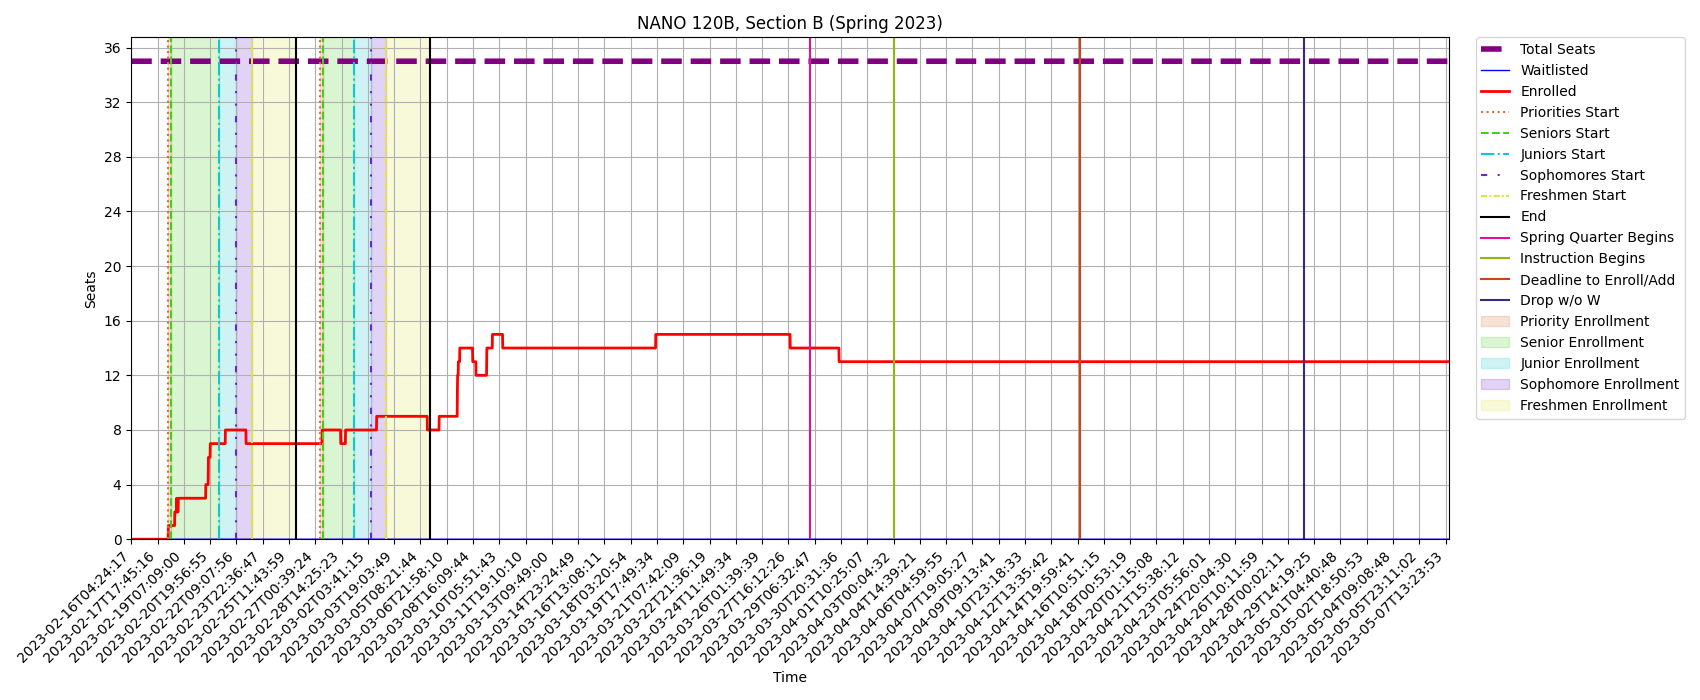 NANO 120B, Section B (Spring 2023)
Seats
36
32
28
24
20
16
12
8
4
0
2023-02-16T04:24:17
2023-02-17T17:45:16
2023-02-19T07:09:00
2023-02-20T19:56:55
2023-02-22T09:07:56
2023-02-23T22:36:47
2023-02-25T11:43:59
2023-02-27T00:39:24
2023-02-28T14:25:23
2023-03-02T03:41:15
2023-03-03T19:03:49
2023-03-05T08:21:44
2023-03-06T21:58:10
2023-03-08T16:09:44
2023-03-10T05:51:43
2023-03-11T19:10:10
2023-03-13T09:49:00
2023-03-14T23:24:49
2023-03-16T13:08:11
2023-03-18T03:20:54
2023-03-19T17:49:34
2023-03-21T07:42:09
2023-03-22T21:36:19
2023-03-24T11:49:34
2023-03-26T01:39:39
2023-03-27T16:12:26
2023-03-29T06:32:47
2023-03-30T20:31:36
2023-04-01T10:25:07
2023-04-03T00:04:32
2023-04-04T14:39:21
2023-04-06T04:59:55
2023-04-07T19:05:27
2023-04-09T09:13:41
2023-04-10T23:18:33
2023-04-12T13:35:42
2023-04-14T19:59:41
2023-04-16T10:51:15
2023-04-18T00:53:19
2023-04-20T01:15:08
2023-04-21T15:38:12
2023-04-23T05:56:01
2023-04-24T20:04:30
2023-04-26T10:11:59
2023-04-28T00:02:11
2023-04-29T14:19:25
2023-05-01T04:40:48
2023-05-02T18:50:53
2023-05-04T09:08:48
2023-05-05T23:11:02
2023-05-07T13:23:53
Time
Total Seats
Waitlisted
Enrolled
Priorities Start
Seniors Start
Juniors Start
Sophomores Start
Freshmen Start
End
Spring Quarter Begins
Instruction Begins
Deadline to Enroll/Add
Drop w/o W
Priority Enrollment
Senior Enrollment
Junior Enrollment
Sophomore Enrollment
Freshmen Enrollment